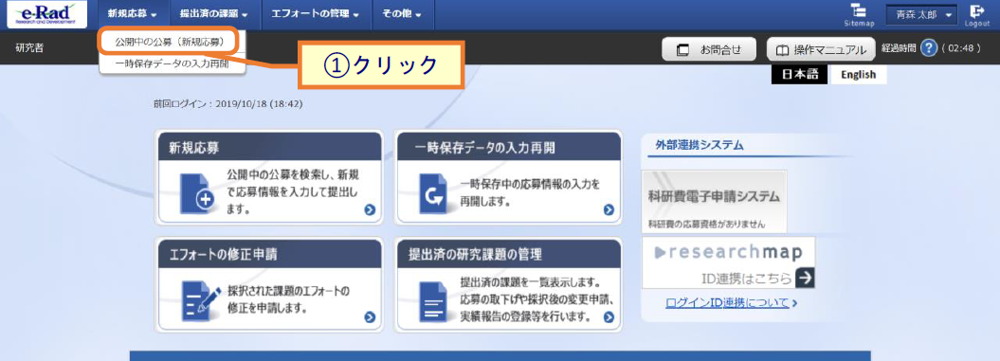 e-Rad
Research and Development
新規応募
提出済の課題
エフォートの管理
その他
Sitemap
青森 太郎
Logout
研究者
公開中の公募（新規応募）
一時保存データの入力再開
①クリック
お問合せ
操作マニュアル
経過時間 ? ( 02:48 )
日本語
English
前回ログイン：2019/10/18 (18:42)
新規応募
公開中の公募を検索し、新規
で応募情報を入力して提出し
ます。
一時保存データの入力再開
一時保存中の応募情報の入力を
再開します。
エフォートの修正申請
採択された課題のエフォートの
修正を申請します。
提出済の研究課題の管理
提出済の課題を一覧表示します。
応募の取下げや採択後の変更申請、
実績報告の登録等を行います。
外部連携システム
科研費電子申請システム
科研費の応募資格がありません
researchmap
ID連携はこちら
ログインID連携について